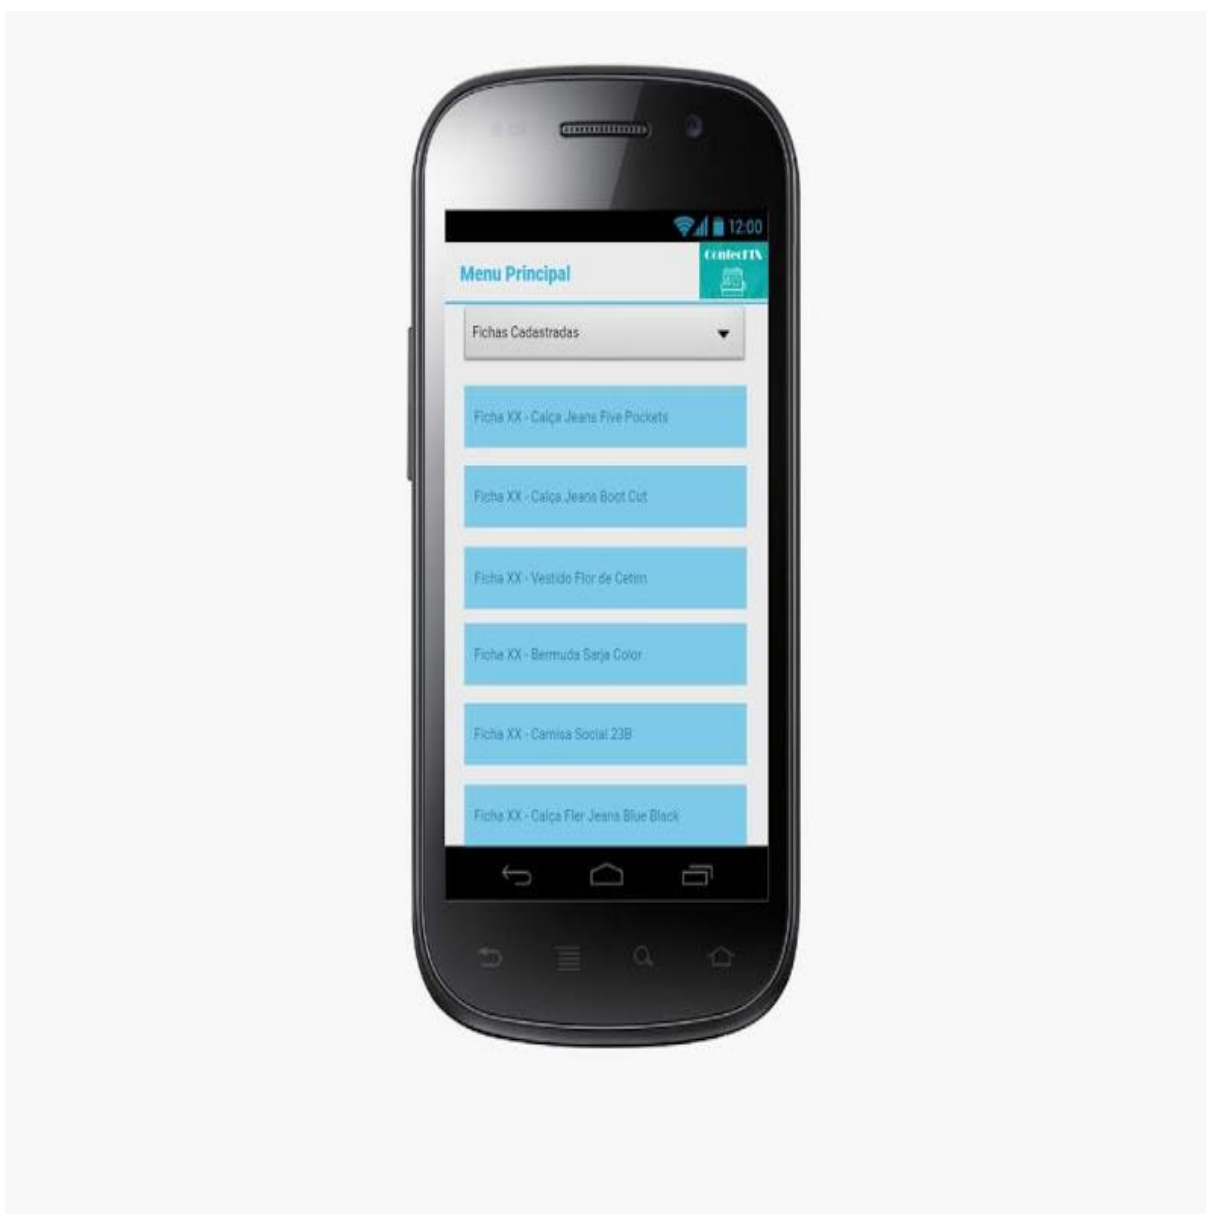 12:00
ConfecFIX
Menu Principal
Fichas Cadastradas
Ficha XX - Calça Jeans Five Pockets
Ficha XX - Calça Jeans Boot Cut
Ficha XX - Vestido Flor de Cetim
Ficha XX - Bermuda Sarja Color
Ficha XX - Camisa Social 23B
Ficha XX - Calça Fler Jeans Blue Black